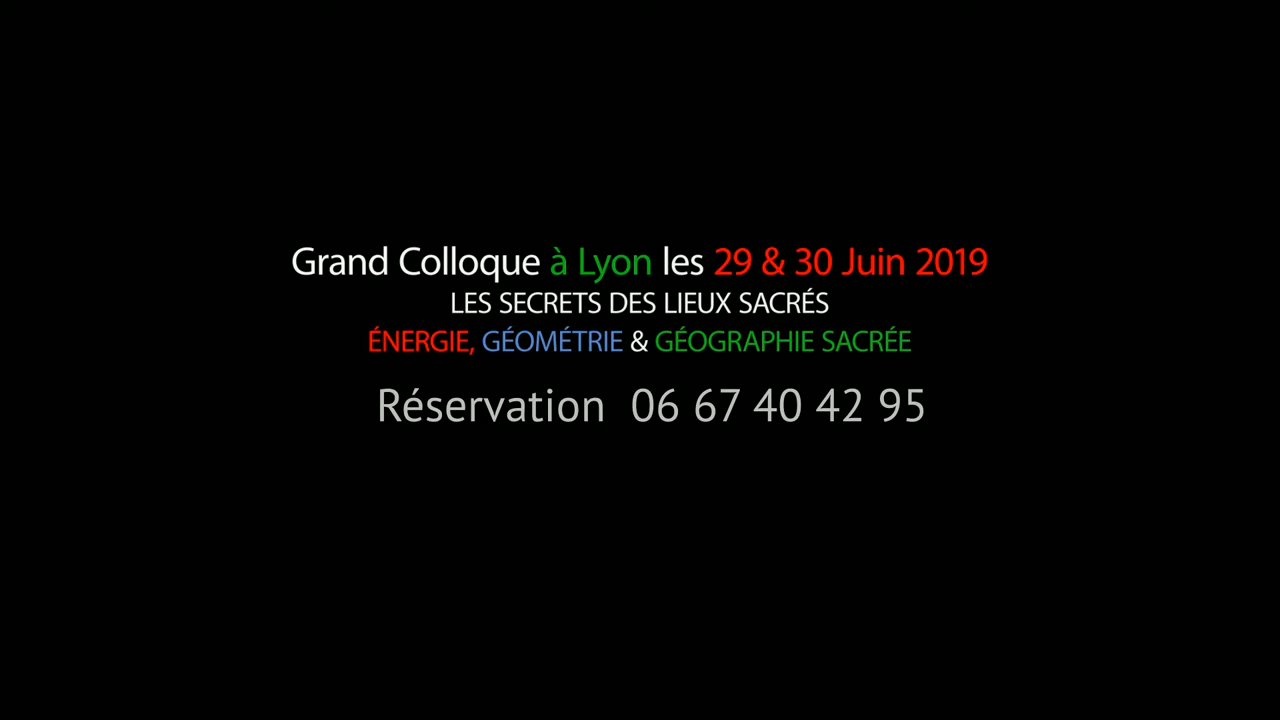 Grand Colloque à Lyon les 29 & 30 Juin 2019
LES SECRETS DES LIEUX SACRÉS
ÉNERGIE, GÉOMÉTRIE & GÉOGRAPHIE SACRÉE
Réservation 06 67 40 42 95